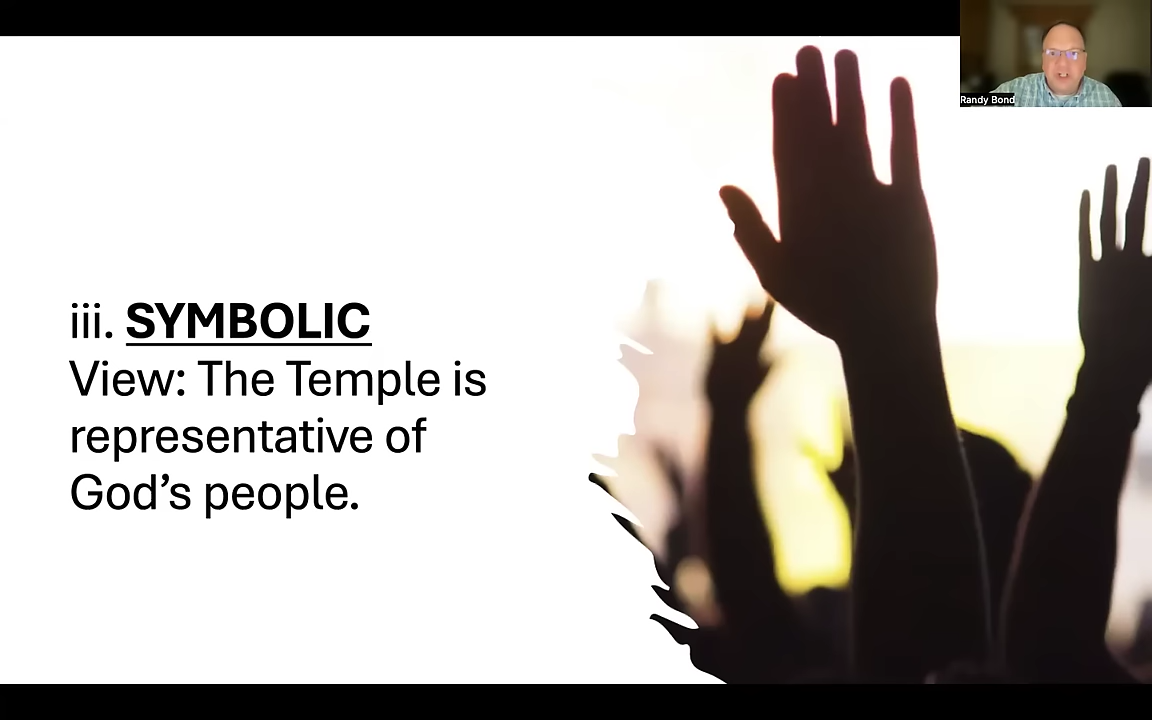 Randy Bond
iii. SYMBOLIC
View: The Temple is
representative of
God’s people.